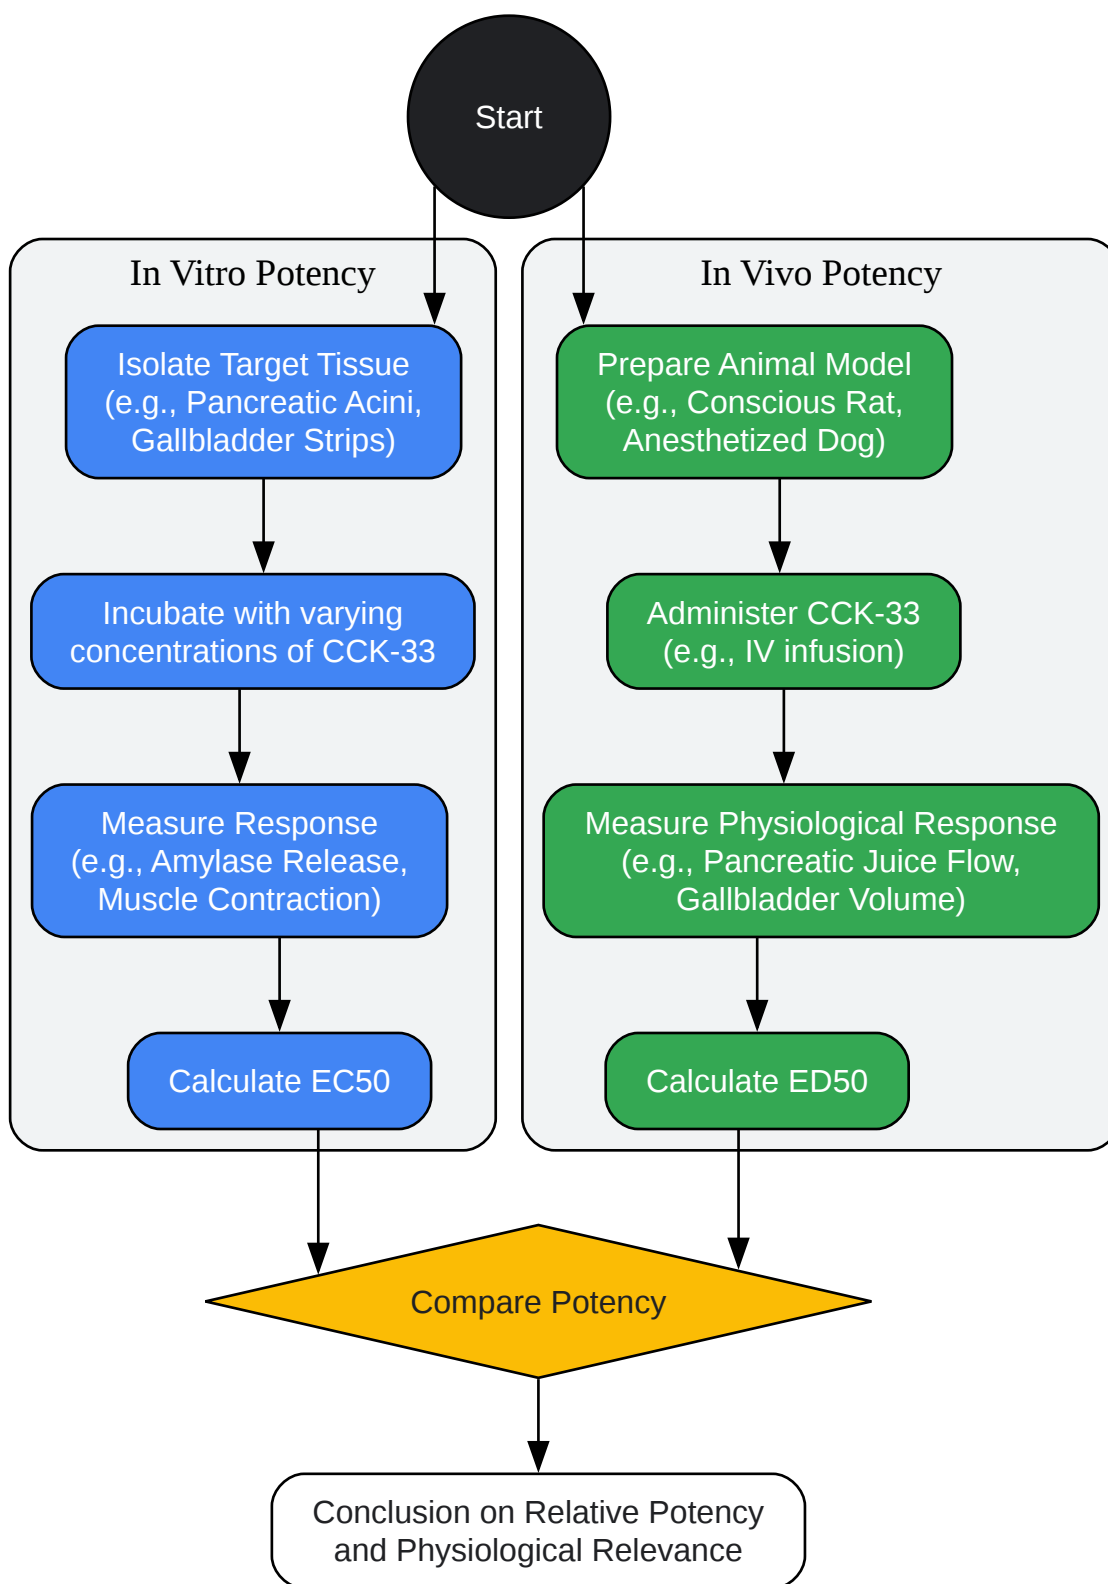 Start
In Vitro Potency
Isolate Target Tissue
(e.g., Pancreatic Acini,
Gallbladder Strips)
Incubate with varying
concentrations of CCK-33
Measure Response
(e.g., Amylase Release,
Muscle Contraction)
Calculate EC50
In Vivo Potency
Prepare Animal Model
(e.g., Conscious Rat,
Anesthetized Dog)
Administer CCK-33
(e.g., IV infusion)
Measure Physiological Response
(e.g., Pancreatic Juice Flow,
Gallbladder Volume)
Calculate ED50
Compare Potency
Conclusion on Relative Potency
and Physiological Relevance